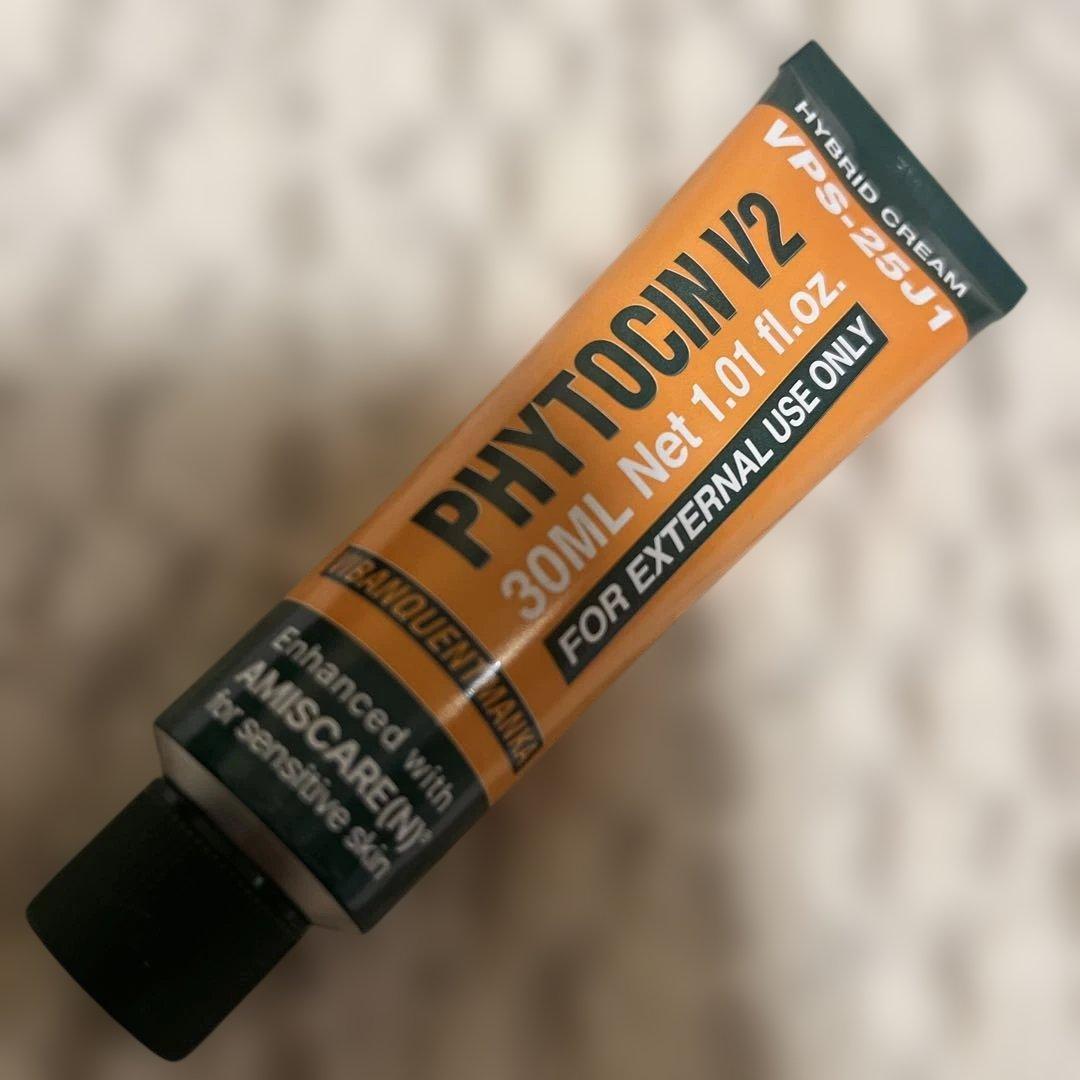 HYBRID CREAM
VPS-25J1
PHYTOCIN V2
30ML Net 1.01 fl.oz.
FOR EXTERNAL USE ONLY
MANKA
Enhanced with
AMISCARE(N)
for sensitive skin